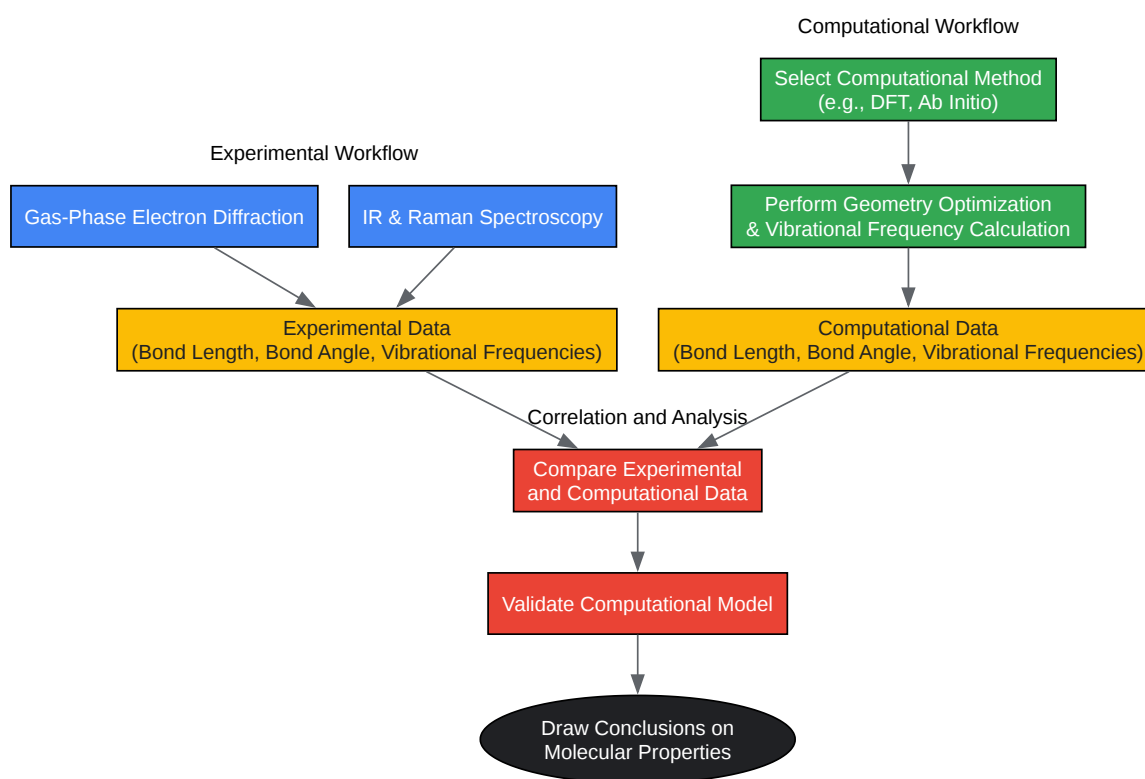 Computational Workflow
Select Computational Method
(e.g., DFT, Ab Initio)
Experimental Workflow
Gas-Phase Electron Diffraction
IR & Raman Spectroscopy
Perform Geometry Optimization
& Vibrational Frequency Calculation
Experimental Data
(Bond Length, Bond Angle, Vibrational Frequencies)
Computational Data
(Bond Length, Bond Angle, Vibrational Frequencies)
Correlation and Analysis
Compare Experimental
and Computational Data
Validate Computational Model
Draw Conclusions on
Molecular Properties